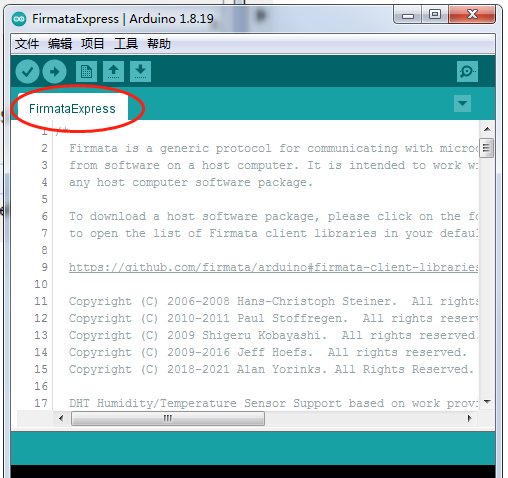 FirmataExpress | Arduino 1.8.19
文件 编辑 项目 工具 帮助
FirmataExpress
1 /*
2 Firmata is a generic protocol for communicating with
3 from software on a host computer. It is intended to work
4 any host computer software package.
5
6 To download a host software package, please click on the
7 to open the list of Firmata client libraries in your
8
9 https://github.com/firmata/arduino#firmata-client-libraries
10
11 Copyright (C) 2006-2008 Hans-Christoph Steiner. All rights
12 Copyright (C) 2010-2011 Paul Stoffregen. All rights
13 Copyright (C) 2009 Shigeru Kobayashi. All rights reserved.
14 Copyright (C) 2009-2016 Jeff Hoefs. All rights reserved.
15 Copyright (C) 2018-2021 Alan Yorinks. All Rights Reserved.
16
17 DHT Humidity/Temperature Sensor Support based on work